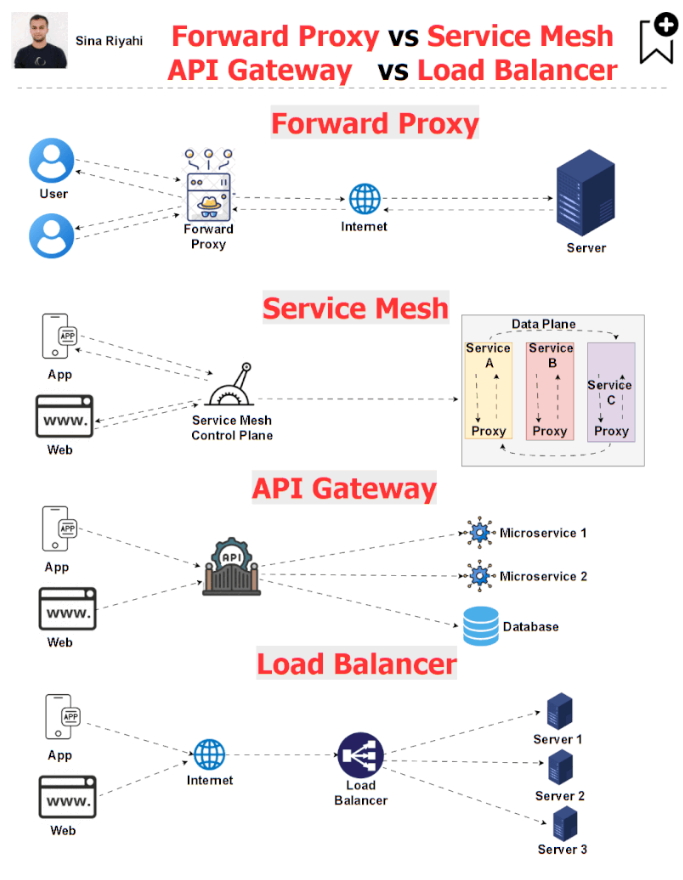 Sina Riyahi
Forward Proxy vs Service Mesh
API Gateway vs Load Balancer
Forward Proxy
User
Forward
Proxy
Internet
Server
Service Mesh
APP
App
www.
Web
Service Mesh
Control Plane
Data Plane
Service
A
Proxy
Service
B
Proxy
Service
C
Proxy
API Gateway
APP
App
www.
Web
API
Microservice 1
Microservice 2
Database
Load Balancer
APP
App
www.
Web
Internet
Load
Balancer
Server 1
Server 2
Server 3